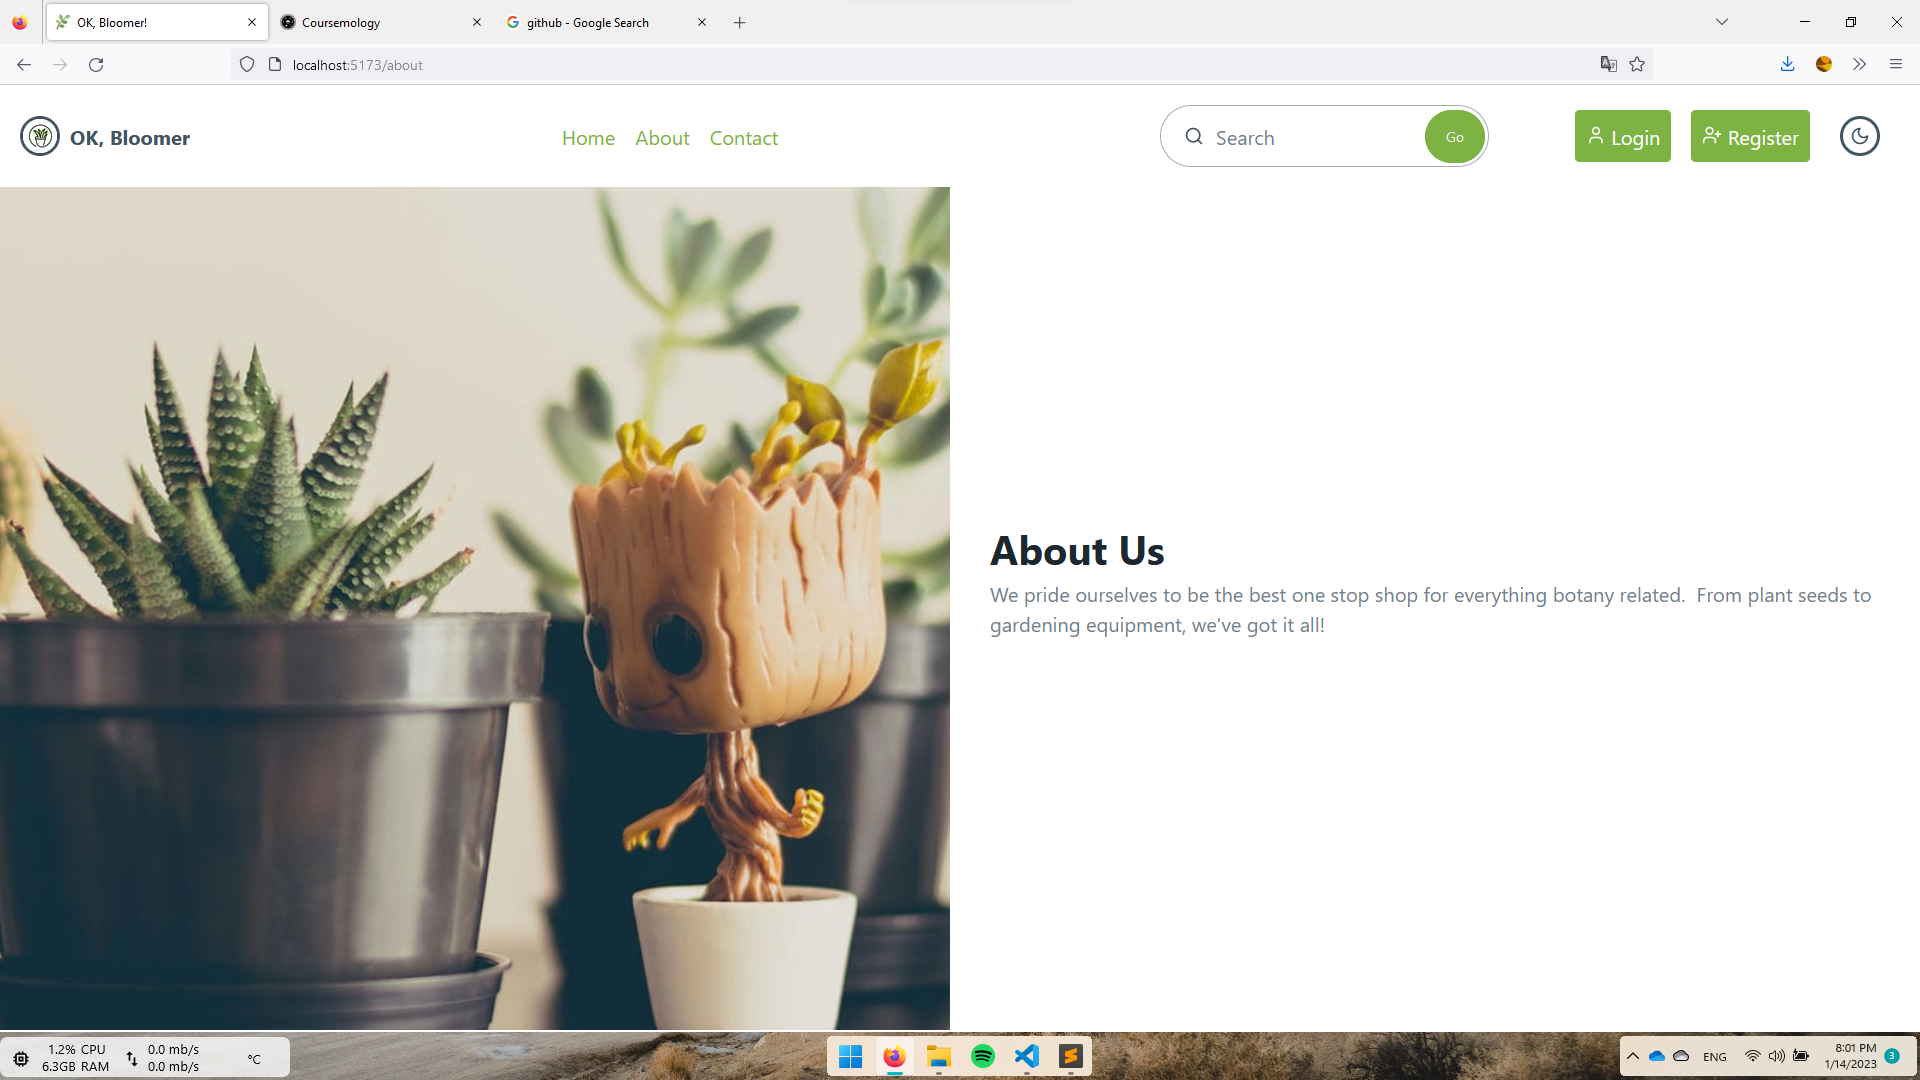 OK, Bloomer!
Coursemology
github - Google Search
localhost:5173/about
OK, Bloomer
Home About Contact
Search
Go
Login
Register
About Us
We pride ourselves to be the best one stop shop for everything botany related.  From plant seeds to
gardening equipment, we've got it all!
1.2% CPU
6.3GB RAM
0.0 mb/s
0.0 mb/s
°C
ENG
8:01 PM
1/14/2023
3